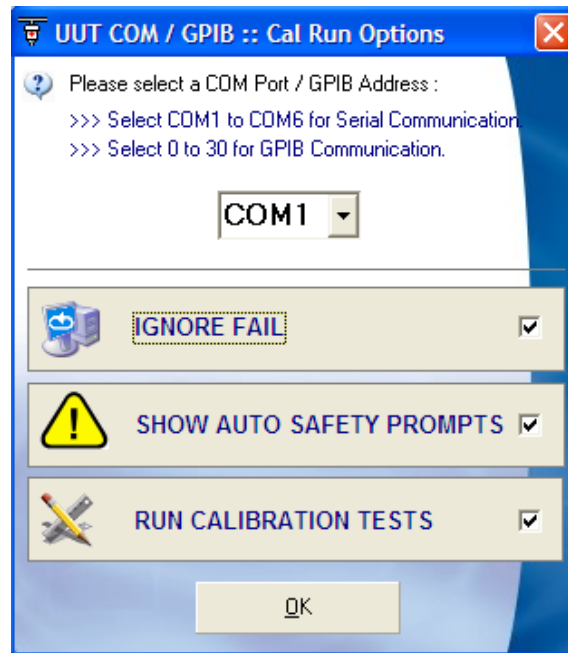 UUT COM / GPIB :: Cal Run Options
Please select a COM Port / GPIB Address :
>>> Select COM1 to COM6 for Serial Communication.
>>> Select 0 to 30 for GPIB Communication.
COM1
IGNORE FAIL
SHOW AUTO SAFETY PROMPTS
RUN CALIBRATION TESTS
OK